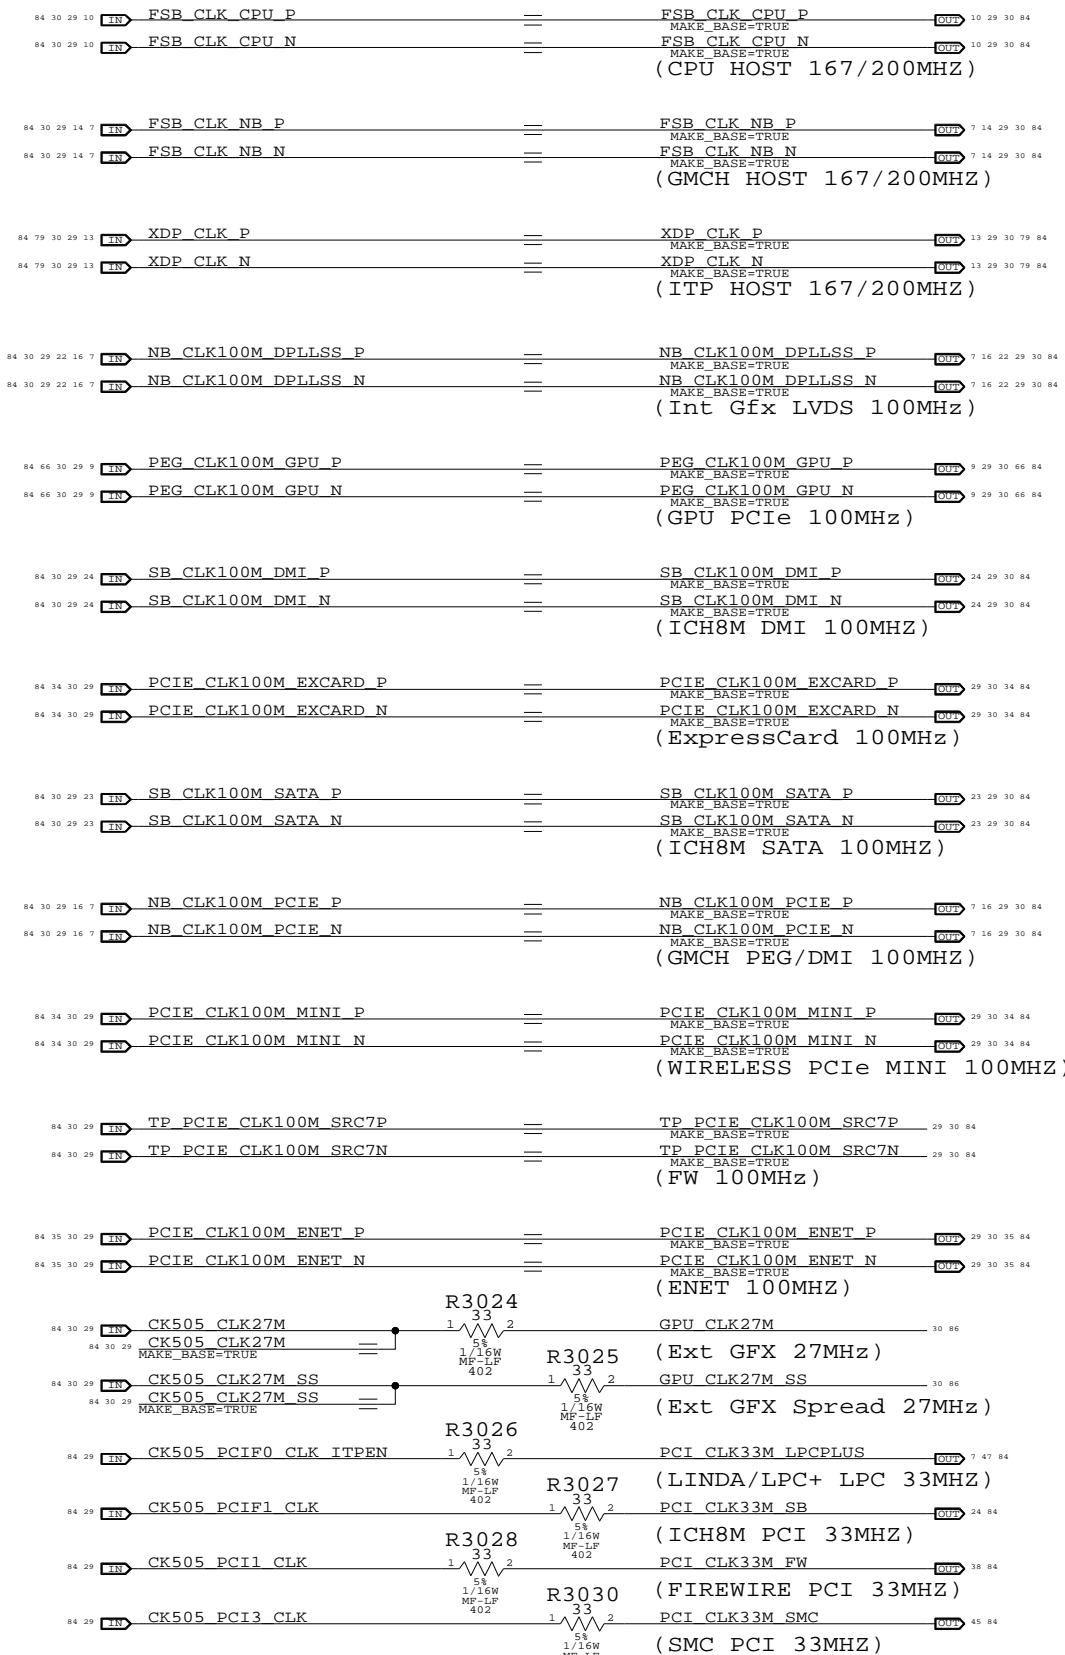 84 30 29 10 IN FSB_CLK_CPU_P FSB_CLK_CPU_P OUT 10 29 30 84
MAKE_BASE=TRUE
84 30 29 10 IN FSB_CLK_CPU_N FSB_CLK_CPU_N OUT 10 29 30 84
MAKE_BASE=TRUE
(CPU HOST 167/200MHZ)
84 30 29 14 7 IN FSB_CLK_NB_P FSB_CLK_NB_P OUT 7 14 29 30 84
MAKE_BASE=TRUE
84 30 29 14 7 IN FSB_CLK_NB_N FSB_CLK_NB_N OUT 7 14 29 30 84
MAKE_BASE=TRUE
(GMCH HOST 167/200MHZ)
84 79 30 29 13 IN XDP_CLK_P XDP_CLK_P OUT 13 29 30 79 84
MAKE_BASE=TRUE
84 79 30 29 13 IN XDP_CLK_N XDP_CLK_N OUT 13 29 30 79 84
MAKE_BASE=TRUE
(ITP HOST 167/200MHZ)
84 30 29 22 16 7 IN NB_CLK100M_DPLLSS_P NB_CLK100M_DPLLSS_P OUT 7 16 22 29 30 84
MAKE_BASE=TRUE
84 30 29 22 16 7 IN NB_CLK100M_DPLLSS_N NB_CLK100M_DPLLSS_N OUT 7 16 22 29 30 84
MAKE_BASE=TRUE
(Int Gfx LVDS 100MHz)
84 66 30 29 9 IN PEG_CLK100M_GPU_P PEG_CLK100M_GPU_P OUT 9 29 30 66 84
MAKE_BASE=TRUE
84 66 30 29 9 IN PEG_CLK100M_GPU_N PEG_CLK100M_GPU_N OUT 9 29 30 66 84
MAKE_BASE=TRUE
(GPU PCIe 100MHz)
84 30 29 24 IN SB_CLK100M_DMI_P SB_CLK100M_DMI_P OUT 24 29 30 84
MAKE_BASE=TRUE
84 30 29 24 IN SB_CLK100M_DMI_N SB_CLK100M_DMI_N OUT 24 29 30 84
MAKE_BASE=TRUE
(ICH8M DMI 100MHZ)
84 34 30 29 IN PCIE_CLK100M_EXCARD_P PCIE_CLK100M_EXCARD_P OUT 29 30 34 84
MAKE_BASE=TRUE
84 34 30 29 IN PCIE_CLK100M_EXCARD_N PCIE_CLK100M_EXCARD_N OUT 29 30 34 84
MAKE_BASE=TRUE
(ExpressCard 100MHz)
84 30 29 23 IN SB_CLK100M_SATA_P SB_CLK100M_SATA_P OUT 23 29 30 84
MAKE_BASE=TRUE
84 30 29 23 IN SB_CLK100M_SATA_N SB_CLK100M_SATA_N OUT 23 29 30 84
MAKE_BASE=TRUE
(ICH8M SATA 100MHZ)
84 30 29 16 7 IN NB_CLK100M_PCIE_P NB_CLK100M_PCIE_P OUT 7 16 29 30 84
MAKE_BASE=TRUE
84 30 29 16 7 IN NB_CLK100M_PCIE_N NB_CLK100M_PCIE_N OUT 7 16 29 30 84
MAKE_BASE=TRUE
(GMCH PEG/DMI 100MHZ)
84 34 30 29 IN PCIE_CLK100M_MINI_P PCIE_CLK100M_MINI_P OUT 29 30 34 84
MAKE_BASE=TRUE
84 34 30 29 IN PCIE_CLK100M_MINI_N PCIE_CLK100M_MINI_N OUT 29 30 34 84
MAKE_BASE=TRUE
(WIRELESS PCIe MINI 100MHZ)
84 30 29 IN TP_PCIE_CLK100M_SRC7P TP_PCIE_CLK100M_SRC7P 29 30 84
MAKE_BASE=TRUE
84 30 29 IN TP_PCIE_CLK100M_SRC7N TP_PCIE_CLK100M_SRC7N 29 30 84
MAKE_BASE=TRUE
(FW 100MHz)
84 35 30 29 IN PCIE_CLK100M_ENET_P PCIE_CLK100M_ENET_P OUT 29 30 35 84
MAKE_BASE=TRUE
84 35 30 29 IN PCIE_CLK100M_ENET_N PCIE_CLK100M_ENET_N OUT 29 30 35 84
MAKE_BASE=TRUE
(ENET 100MHZ)
R3024
84 30 29 IN CK505_CLK27M 1 33 2 GPU_CLK27M 30 86
84 30 29 CK505_CLK27M 5%
MAKE_BASE=TRUE 1/16W (Ext GFX 27MHz)
MF-LF
402
R3025
84 30 29 IN CK505_CLK27M_SS 1 33 2 GPU_CLK27M_SS 30 86
84 30 29 CK505_CLK27M_SS 5%
MAKE_BASE=TRUE 1/16W (Ext GFX Spread 27MHz)
MF-LF
402
R3026
84 29 IN CK505_PCIF0_CLK_ITPEN 1 33 2 PCI_CLK33M_LPCPLUS OUT 7 47 84
5%
1/16W (LINDA/LPC+ LPC 33MHZ)
MF-LF
402
R3027
84 29 IN CK505_PCIF1_CLK 1 33 2 PCI_CLK33M_SB OUT 24 84
5%
1/16W (ICH8M PCI 33MHZ)
MF-LF
402
R3028
84 29 IN CK505_PCI1_CLK 1 33 2 PCI_CLK33M_FW OUT 38 84
5%
1/16W (FIREWIRE PCI 33MHZ)
MF-LF
402
R3030
84 29 IN CK505_PCI3_CLK 1 33 2 PCI_CLK33M_SMC OUT 45 84
5%
1/16W (SMC PCI 33MHZ)